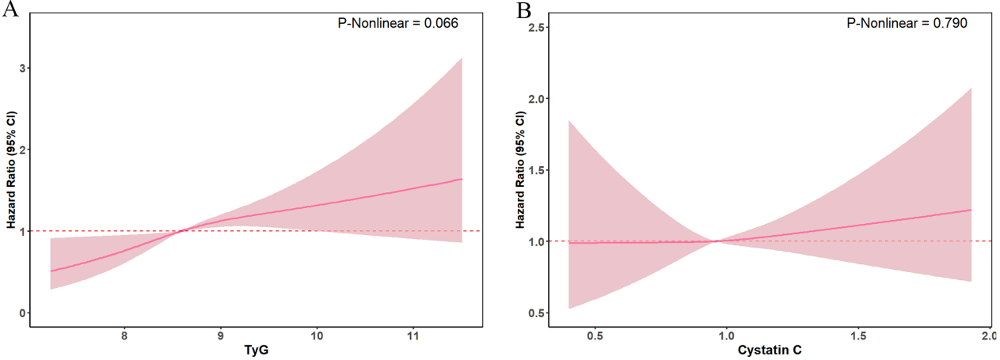 A
P-Nonlinear = 0.066
Hazard Ratio (95% CI)
3
2
1
0
8
9
10
11
TyG
B
P-Nonlinear = 0.790
Hazard Ratio (95% CI)
2.5
2.0
1.5
1.0
0.5
0.5
1.0
1.5
2.0
Cystatin C